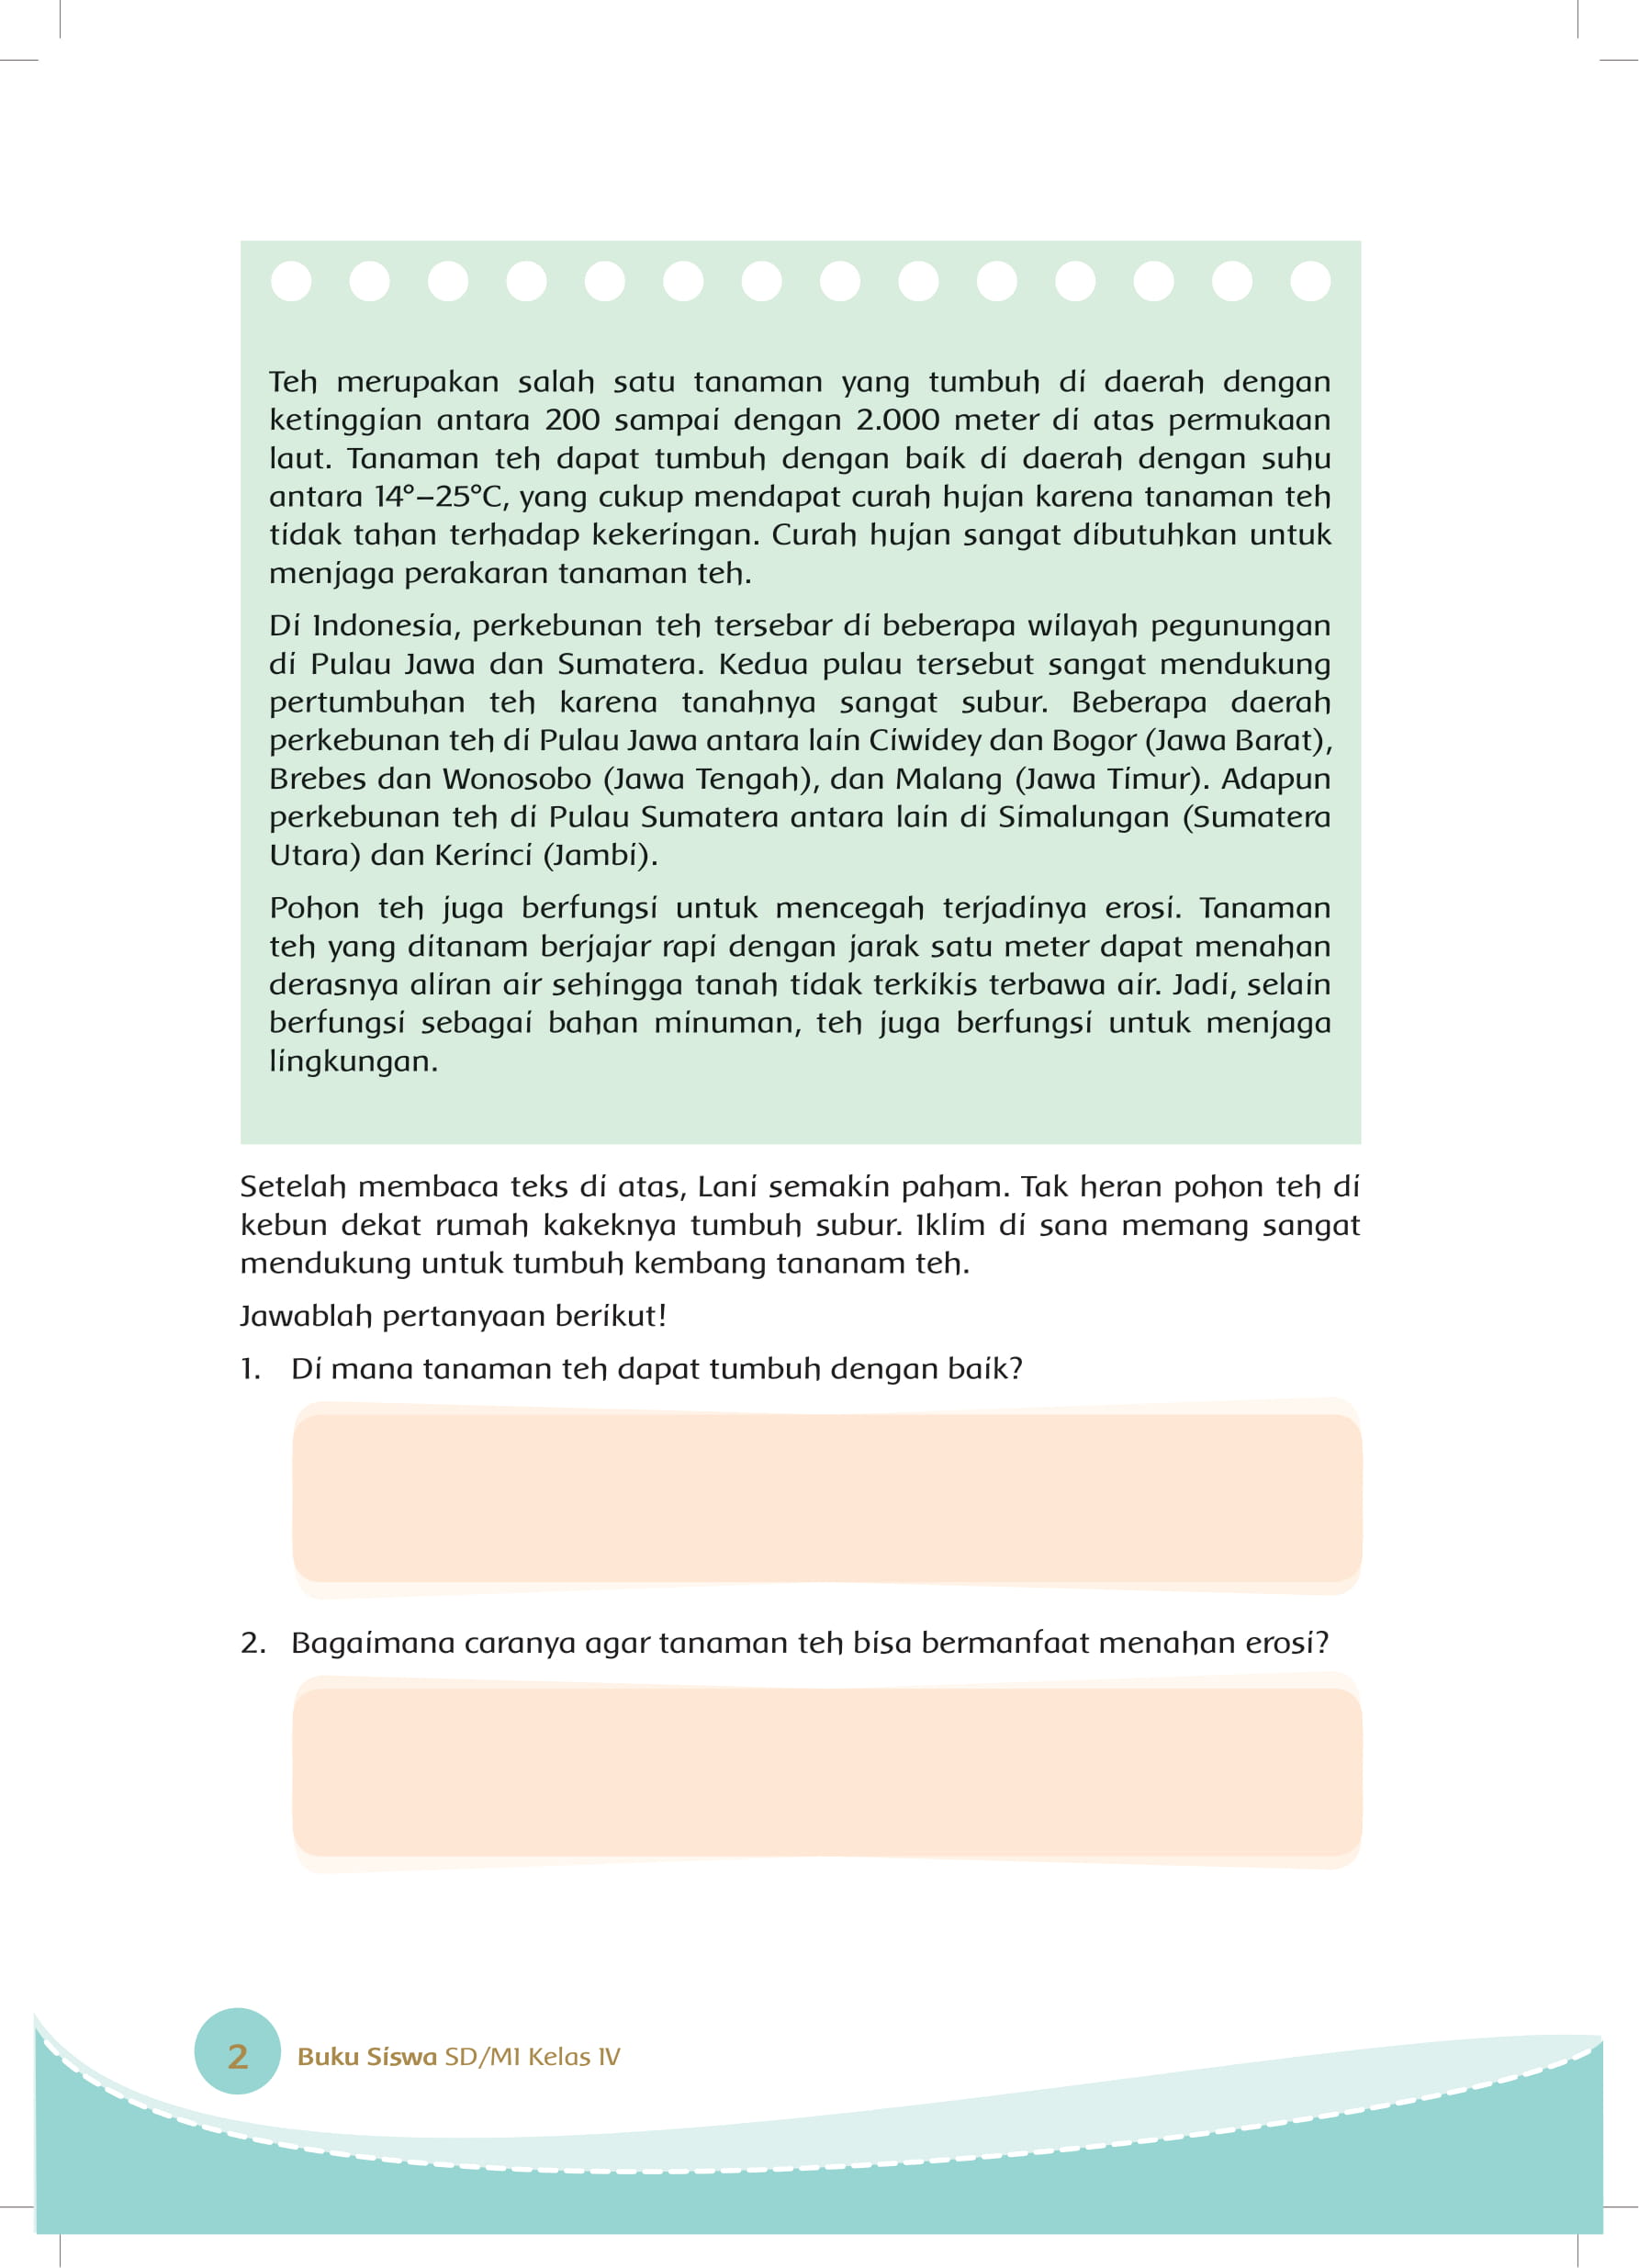 Teh merupakan salah satu tanaman yang tumbuh di daerah dengan
ketinggian antara 200 sampai dengan 2.000 meter di atas permukaan
laut. Tanaman teh dapat tumbuh dengan baik di daerah dengan suhu
antara 14°–25°C, yang cukup mendapat curah hujan karena tanaman teh
tidak tahan terhadap kekeringan. Curah hujan sangat dibutuhkan untuk
menjaga perakaran tanaman teh.
Di Indonesia, perkebunan teh tersebar di beberapa wilayah pegunungan
di Pulau Jawa dan Sumatera. Kedua pulau tersebut sangat mendukung
pertumbuhan teh karena tanahnya sangat subur. Beberapa daerah
perkebunan teh di Pulau Jawa antara lain Ciwidey dan Bogor (Jawa Barat),
Brebes dan Wonosobo (Jawa Tengah), dan Malang (Jawa Timur). Adapun
perkebunan teh di Pulau Sumatera antara lain di Simalungan (Sumatera
Utara) dan Kerinci (Jambi).
Pohon teh juga berfungsi untuk mencegah terjadinya erosi. Tanaman
teh yang ditanam berjajar rapi dengan jarak satu meter dapat menahan
derasnya aliran air sehingga tanah tidak terkikis terbawa air. Jadi, selain
berfungsi sebagai bahan minuman, teh juga berfungsi untuk menjaga
lingkungan.
Setelah membaca teks di atas, Lani semakin paham. Tak heran pohon teh di
kebun dekat rumah kakeknya tumbuh subur. Iklim di sana memang sangat
mendukung untuk tumbuh kembang tananam teh.
Jawablah pertanyaan berikut!
1. Di mana tanaman teh dapat tumbuh dengan baik?
2. Bagaimana caranya agar tanaman teh bisa bermanfaat menahan erosi?
2 Buku Siswa SD/MI Kelas IV